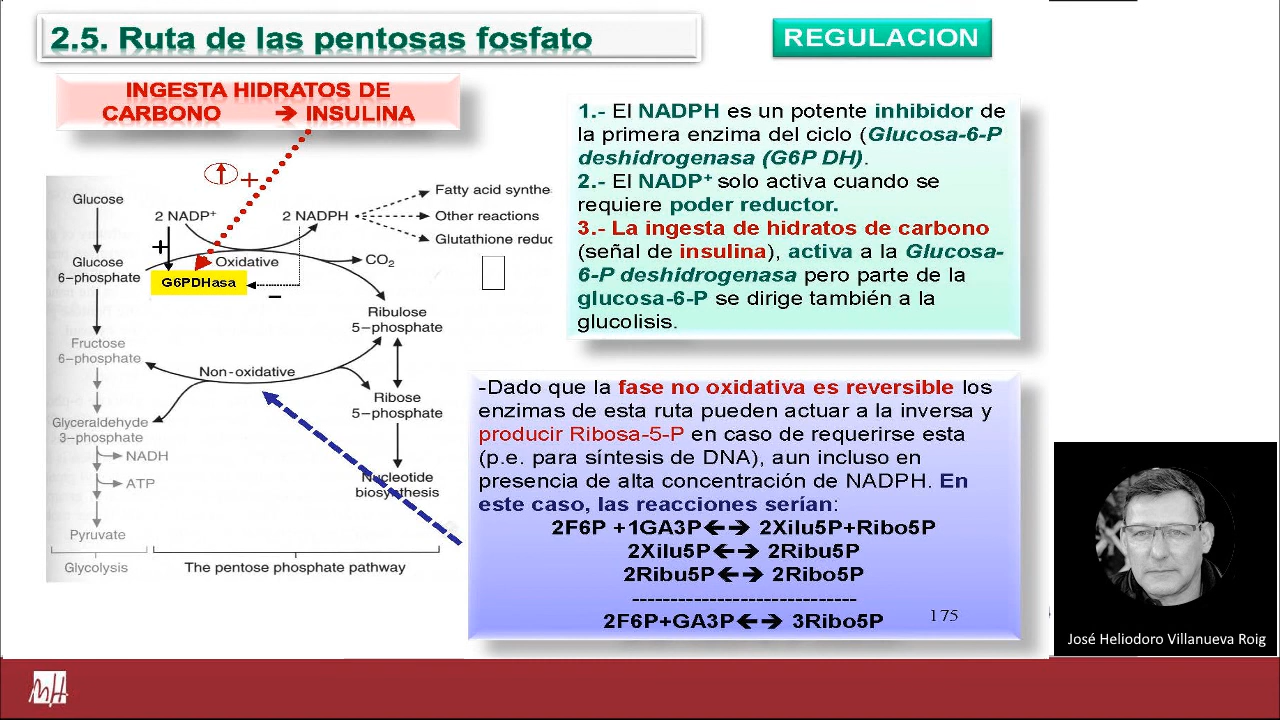 2.5. Ruta de las pentosas fosfato
REGULACION
INGESTA HIDRATOS DE
CARBONO ➔ INSULINA
1.- El NADPH es un potente inhibidor de
la primera enzima del ciclo (Glucosa-6-P
deshidrogenasa (G6P DH).
2.- El NADP+ solo activa cuando se
requiere poder reductor.
3.- La ingesta de hidratos de carbono
(señal de insulina), activa a la Glucosa-
6-P deshidrogenasa pero parte de la
glucosa-6-P se dirige también a la
glucolisis.
+
Glucose
2 NADP+
2 NADPH
Fatty acid synthe
Other reactions
Glutathione reduc
+
Oxidative
CO2
Glucose
6-phosphate
G6PDHasa
−
Ribulose
5-phosphate
Fructose
6-phosphate
Non-oxidative
Ribose
5-phosphate
Glyceraldehyde
3-phosphate
NADH
ATP
Nucleotide
biosynthesis
Pyruvate
Glycolysis
The pentose phosphate pathway
-Dado que la fase no oxidativa es reversible los
enzimas de esta ruta pueden actuar a la inversa y
producir Ribosa-5-P en caso de requerirse esta
(p.e. para síntesis de DNA), aun incluso en
presencia de alta concentración de NADPH. En
este caso, las reacciones serían:
2F6P +1GA3P🡨🡪 2Xilu5P+Ribo5P
2Xilu5P🡨🡪 2Ribu5P
2Ribu5P🡨🡪 2Ribo5P
----------------------------
2F6P+GA3P🡨🡪 3Ribo5P
175
José Heliodoro Villanueva Roig
MH